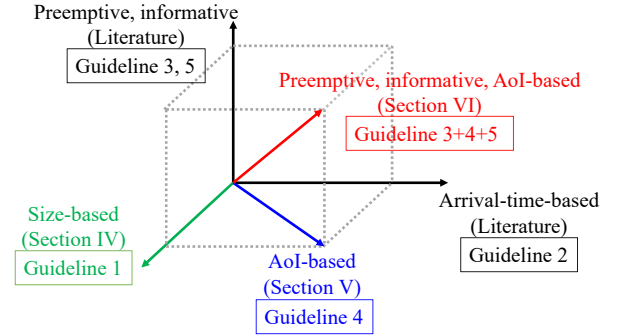 Preemptive, informative
(Literature)
Guideline 3, 5
Preemptive, informative, AoI-based
(Section VI)
Guideline 3+4+5
Size-based
(Section IV)
Guideline 1
Arrival-time-based
(Literature)
Guideline 2
AoI-based
(Section V)
Guideline 4